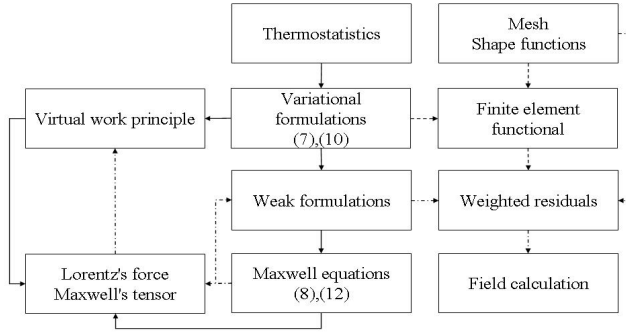 Thermostatistics
Mesh
Shape functions
Virtual work principle
Variational
formulations
(7),(10)
Finite element
functional
Weak formulations
Weighted residuals
Lorentz's force
Maxwell's tensor
Maxwell equations
(8),(12)
Field calculation